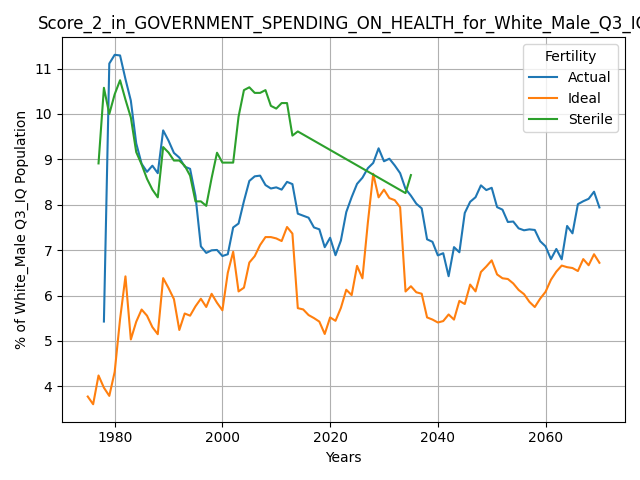 Score_2_in_GOVERNMENT_SPENDING_ON_HEALTH_for_White_Male_Q3_IQ
Fertility
Actual
Ideal
Sterile
% of White_Male Q3_IQ Population
11
10
9
8
7
6
5
4
1980 2000 2020 2040 2060
Years